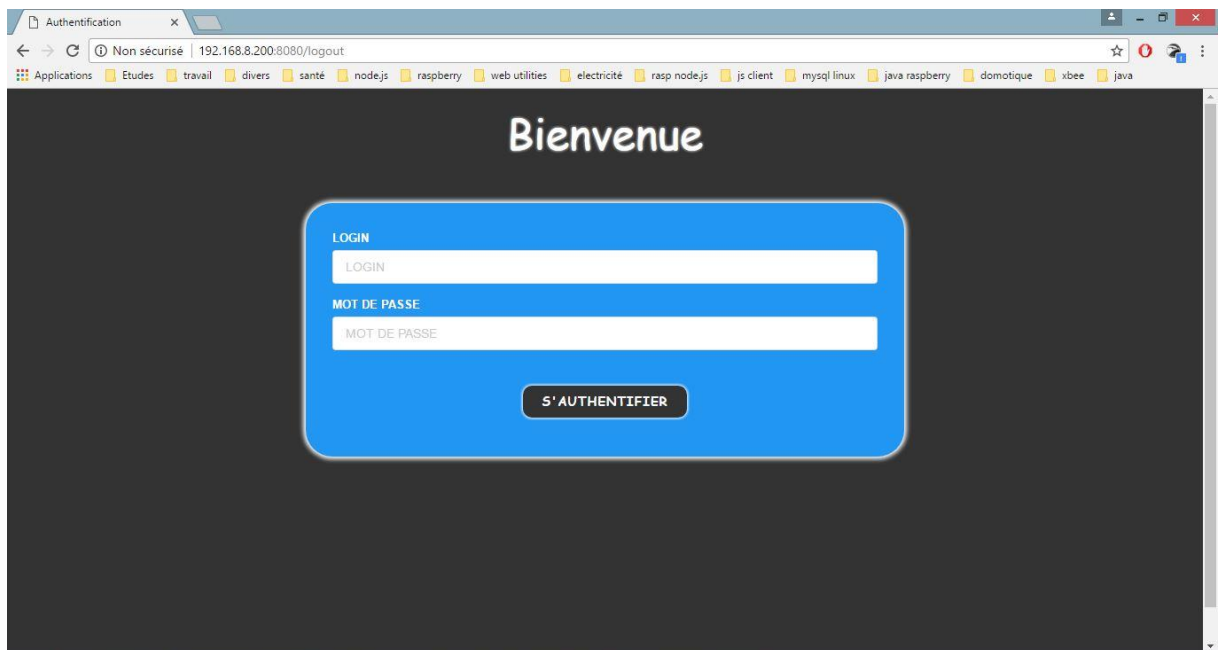 Authentification
Non sécurisé | 192.168.8.200:8080/logout
Applications Etudes travail divers santé node.js raspberry web utilities electricité rasp node.js js client mysql linux java raspberry domotique xbee java
Bienvenue
LOGIN
LOGIN
MOT DE PASSE
MOT DE PASSE
S'AUTHENTIFIER